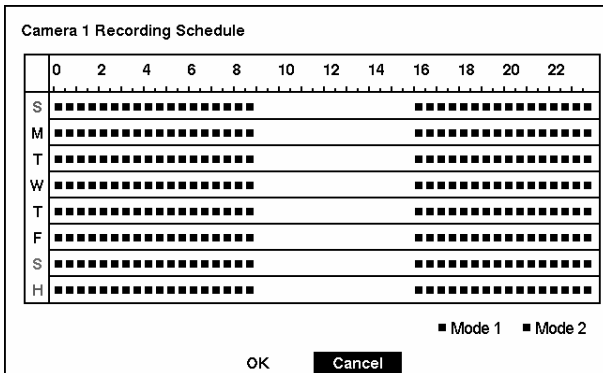 Camera 1 Recording Schedule
0 2 4 6 8 10 12 14 16 18 20 22
S
M
T
W
T
F
S
H
Mode 1 Mode 2
OK Cancel